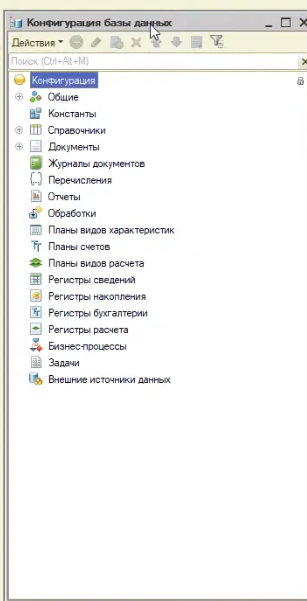 Конфигурация базы данных
Действия
Поиск (Ctrl+Alt+M)
Конфигурация
Общие
Константы
Справочники
Документы
Журналы документов
Перечисления
Отчеты
Обработки
Планы видов характеристик
Планы счетов
Планы видов расчета
Регистры сведений
Регистры накопления
Регистры бухгалтерии
Регистры расчета
Бизнес-процессы
Задачи
Внешние источники данных